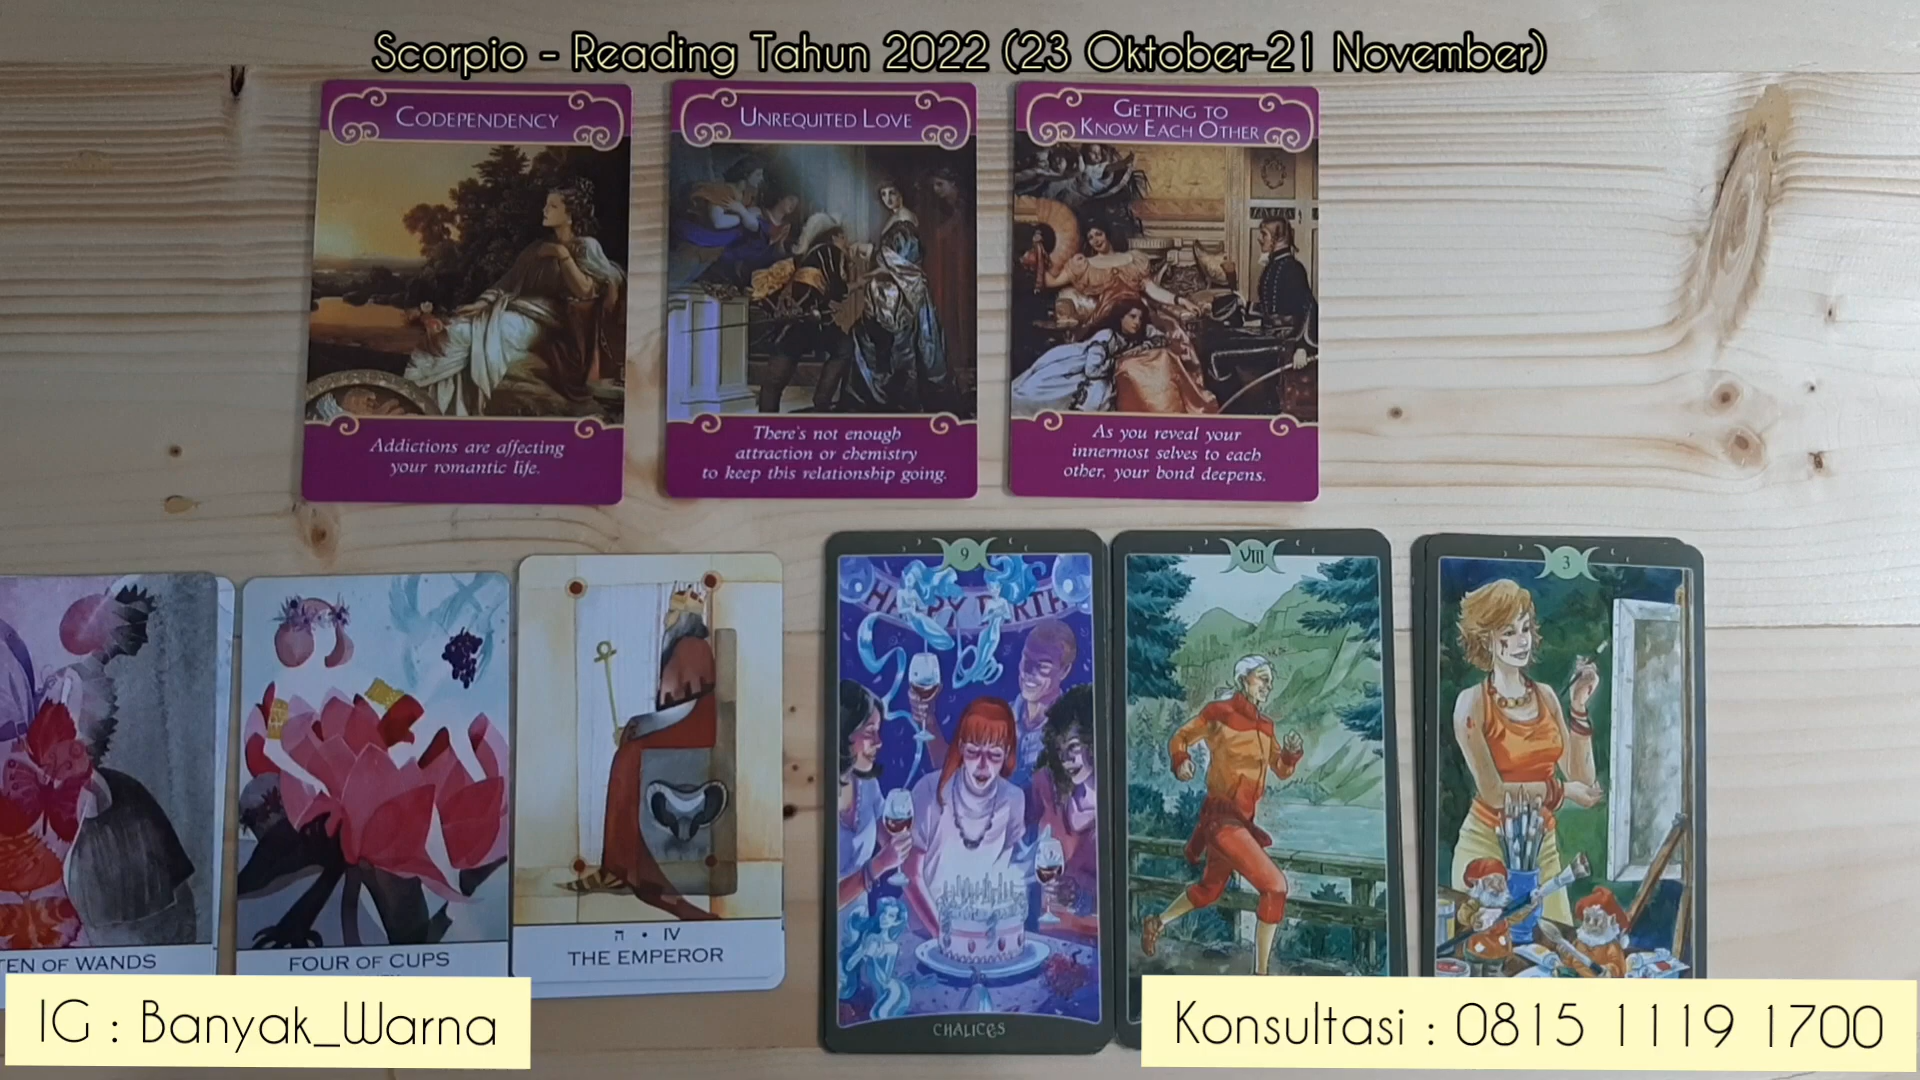 Scorpio - Reading Tahun 2022 (23 Oktober-21 November)
CODEPENDENCY
Addictions are affecting
your romantic life.
UNREQUITED LOVE
There's not enough
attraction or chemistry
to keep this relationship going.
GETTING TO
KNOW EACH OTHER
As you reveal your
innermost selves to each
other, your bond deepens.
TEN OF WANDS
FOUR OF CUPS
ה • IV
THE EMPEROR
9
HAPPY BIRTH
CHALICES
VIII
3
IG : Banyak_Warna
Konsultasi : 0815 1119 1700